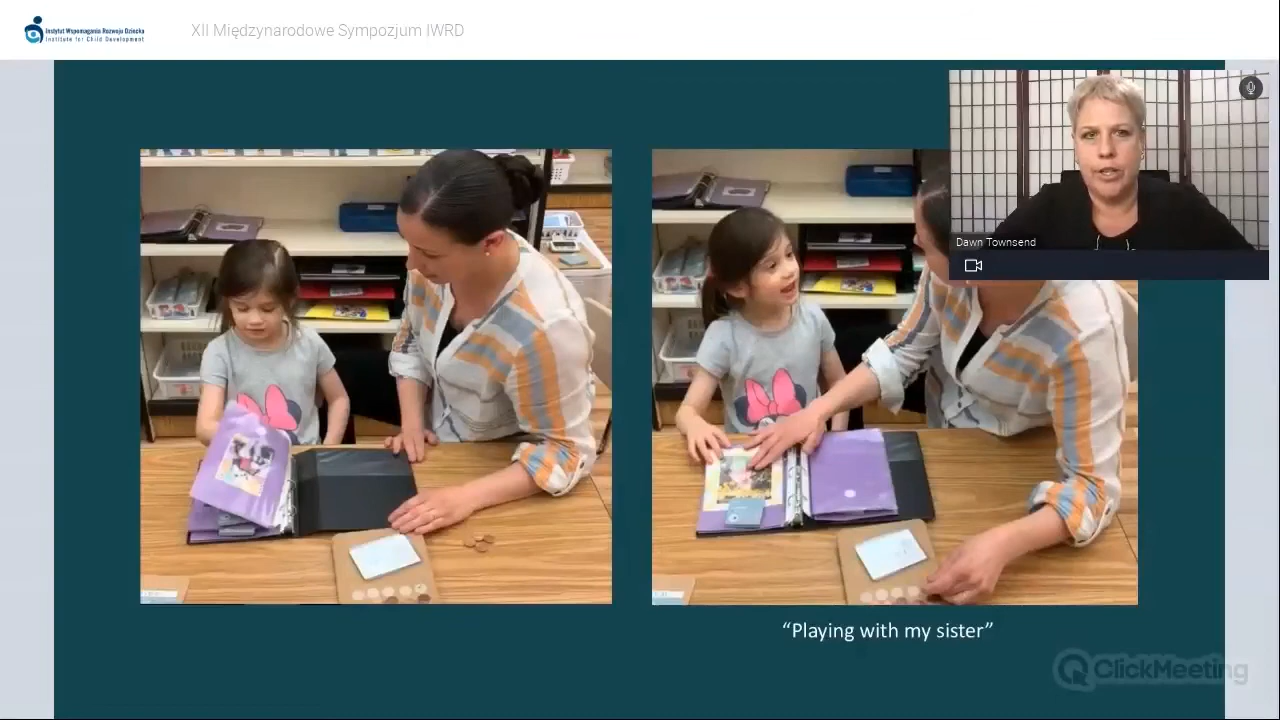 Instytut Wspomagania Rozwoju Dziecka
Institute for Child Development
XII Międzynarodowe Sympozjum IWRD
Dawn Townsend
"Playing with my sister"
ClickMeeting